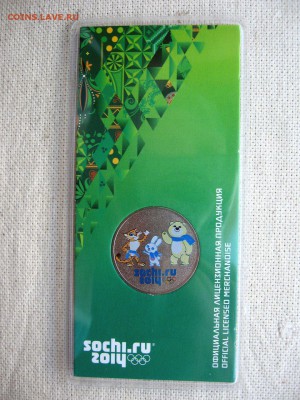 COINS.LAVE.RU
sochi.ru
2014
sochi.ru
2014
ОФИЦИАЛЬНАЯ ЛИЦЕНЗИОННАЯ ПРОДУКЦИЯ
OFFICIAL LICENSED MERCHANDISE